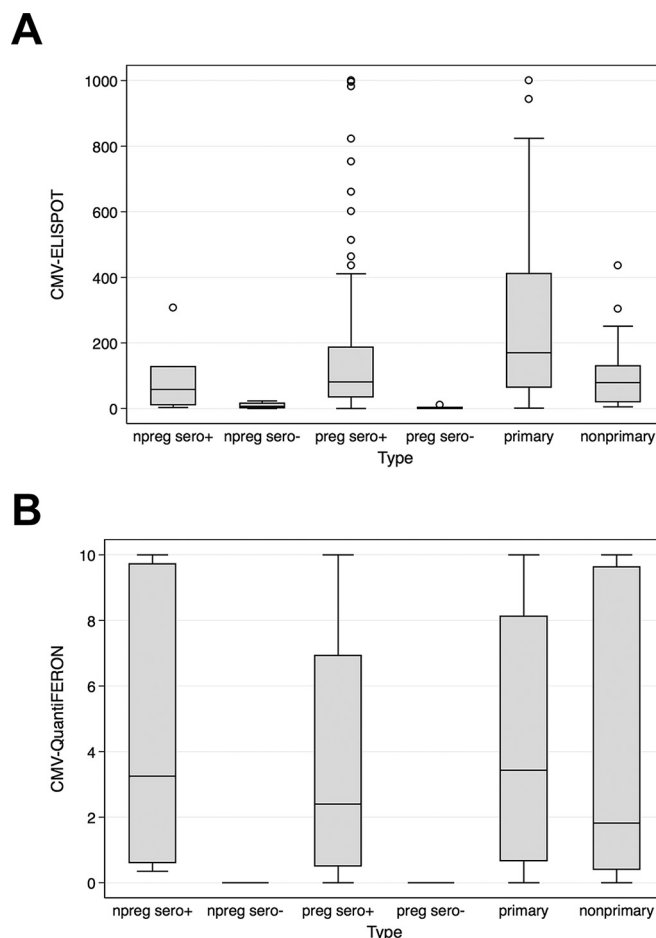 A
1000
800
600
400
200
0
CMV-ELISPOT
npreg sero+ npreg sero- preg sero+ preg sero- primary nonprimary
Type
B
10
8
6
4
2
0
CMV-QuantiFERON
npreg sero+ npreg sero- preg sero+ preg sero- primary nonprimary
Type